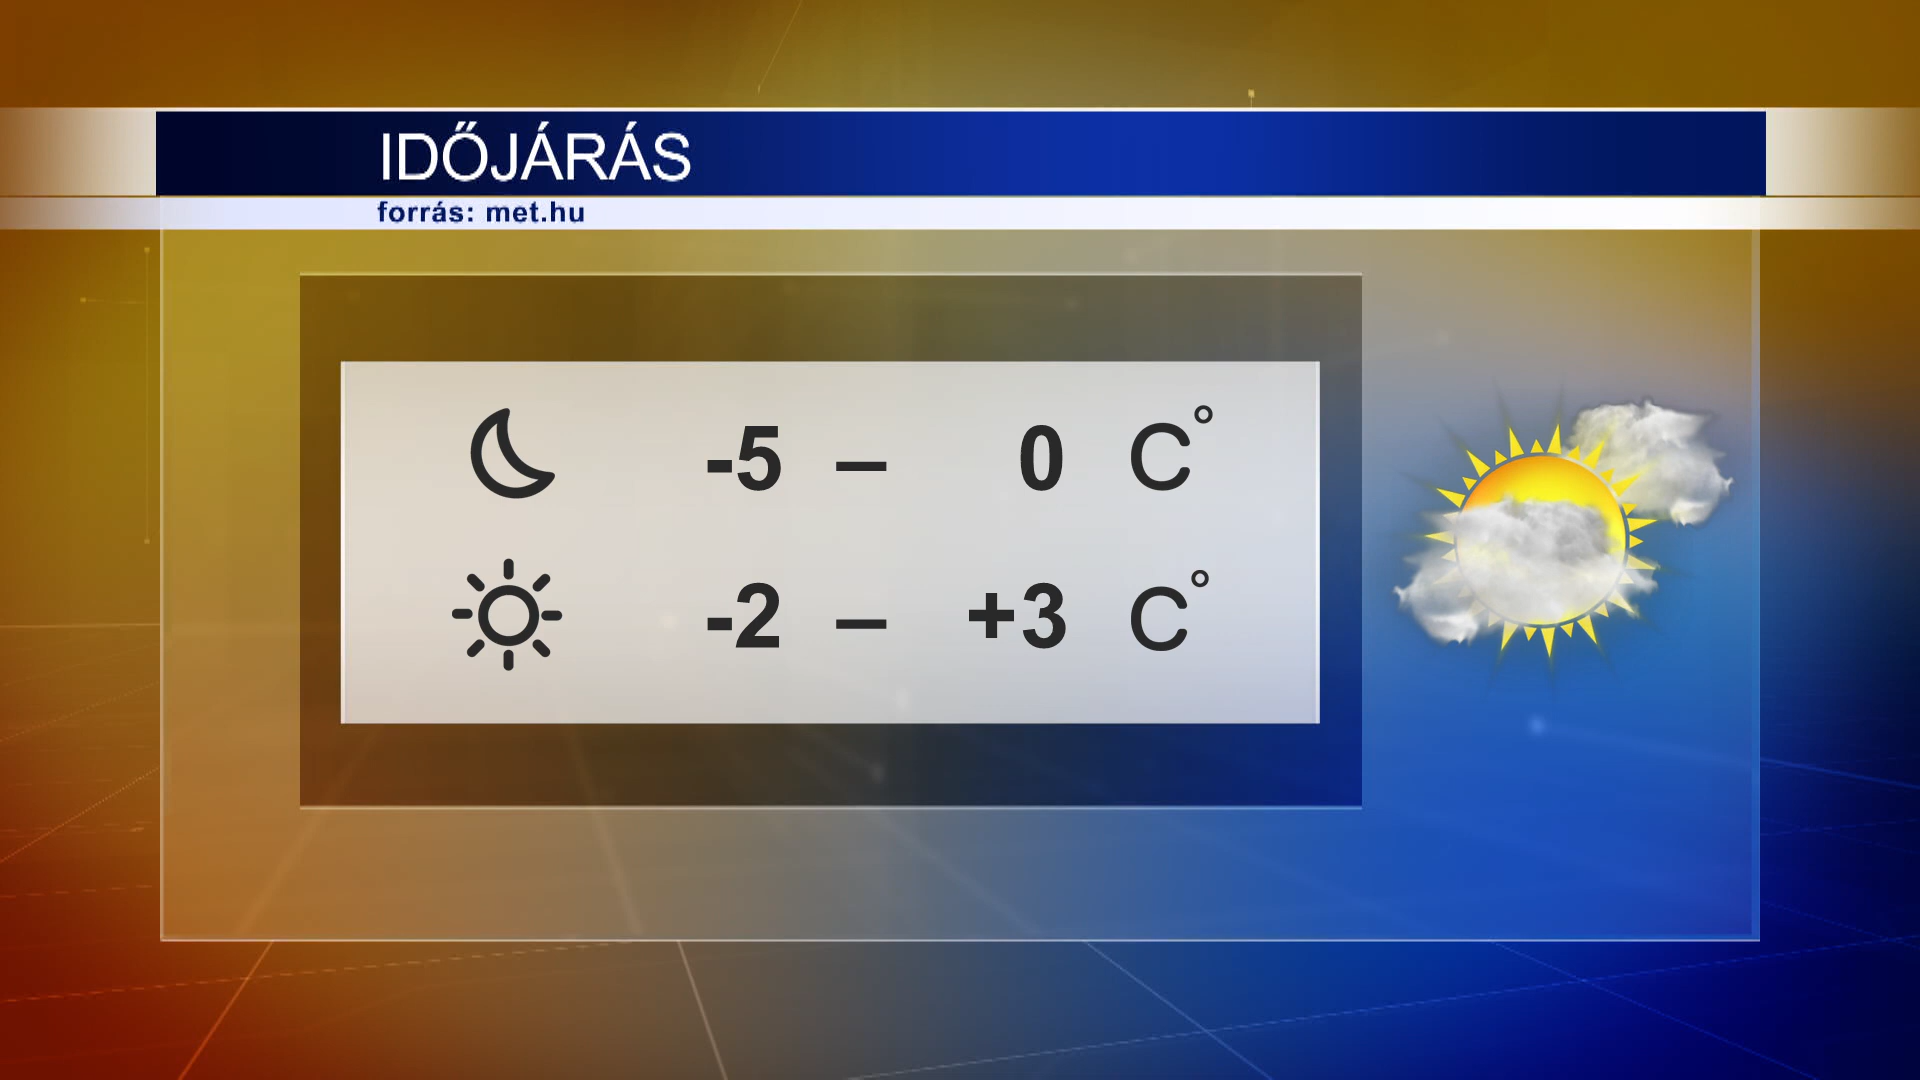 IDŐJÁRÁS
forrás: met.hu
-5 – 0 C°
-2 – +3 C°